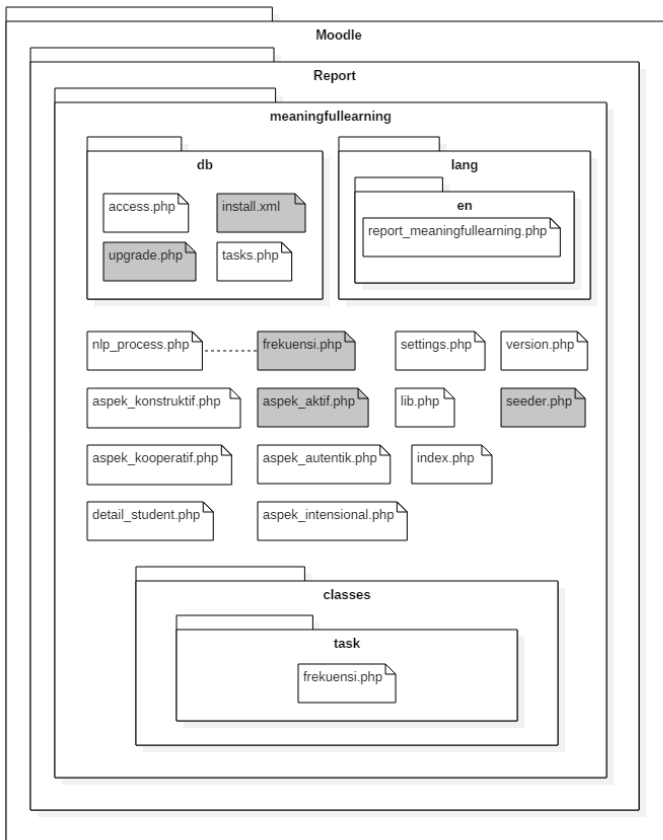 Moodle
Report
meaningfullearning
db
access.php
install.xml
upgrade.php
tasks.php
lang
en
report_meaningfullearning.php
nlp_process.php
frekuensi.php
settings.php
version.php
aspek_konstruktif.php
aspek_aktif.php
lib.php
seeder.php
aspek_kooperatif.php
aspek_autentik.php
index.php
detail_student.php
aspek_intensional.php
classes
task
frekuensi.php